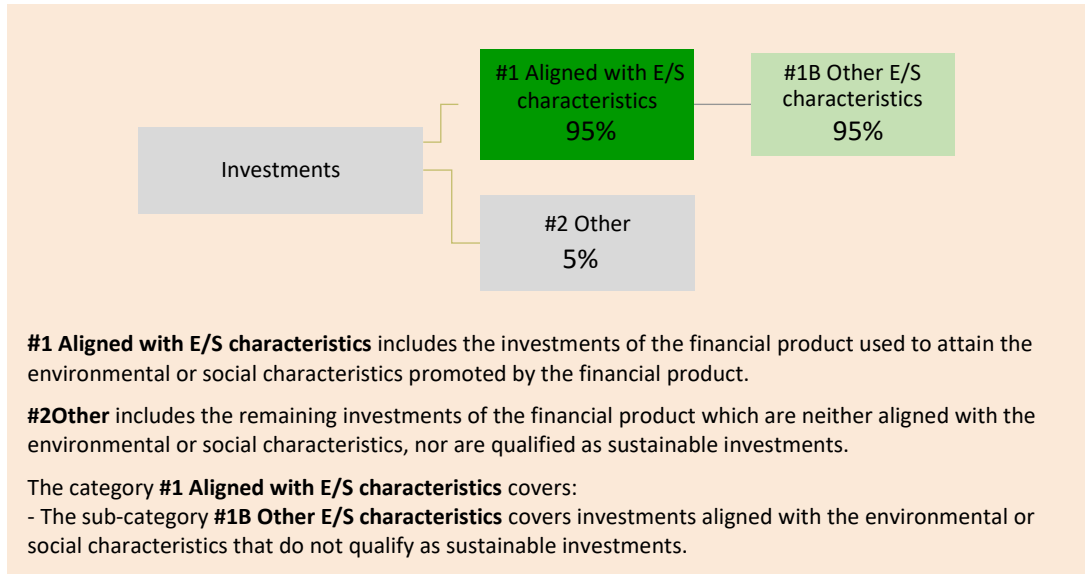 #1 Aligned with E/S
characteristics
95%
#1B Other E/S
characteristics
95%
Investments
#2 Other
5%
#1 Aligned with E/S characteristics includes the investments of the financial product used to attain the
environmental or social characteristics promoted by the financial product.
#2Other includes the remaining investments of the financial product which are neither aligned with the
environmental or social characteristics, nor are qualified as sustainable investments.
The category #1 Aligned with E/S characteristics covers:
- The sub-category #1B Other E/S characteristics covers investments aligned with the environmental or
social characteristics that do not qualify as sustainable investments.